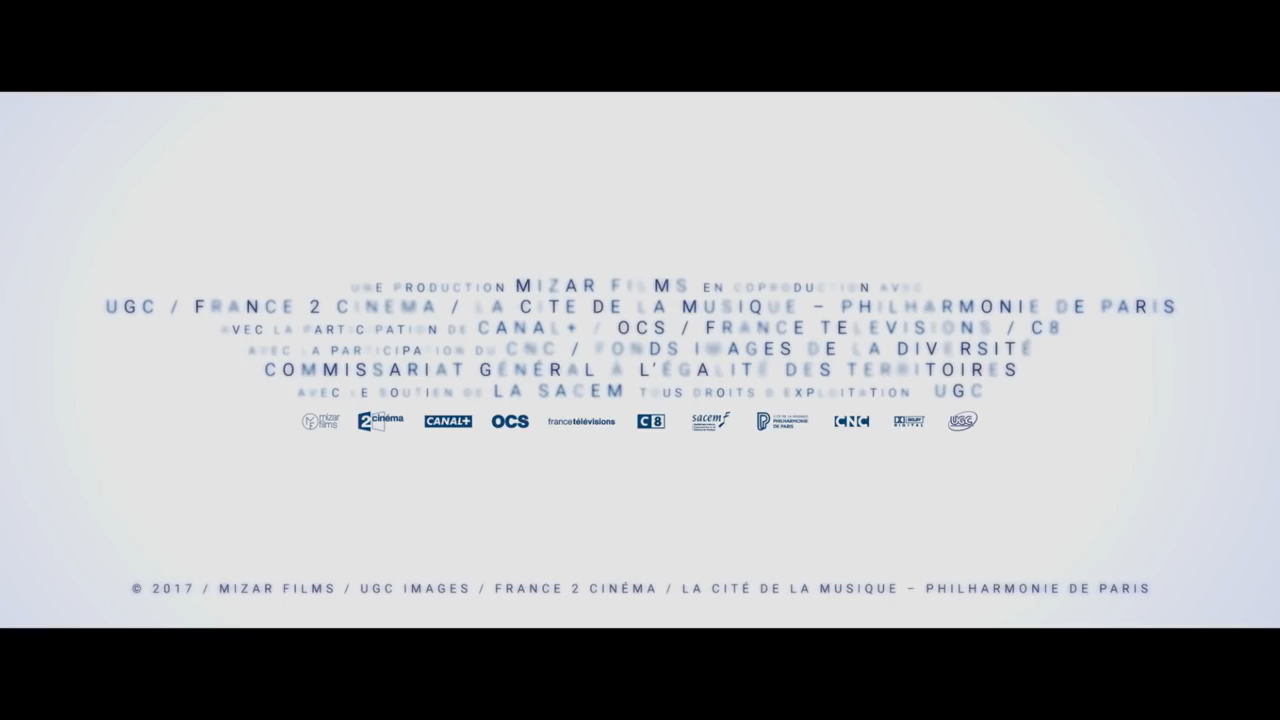 UNE PRODUCTION MIZAR FILMS EN COPRODUCTION AVEC
UGC / FRANCE 2 CINEMA / LA CITE DE LA MUSIQUE – PHILHARMONIE DE PARIS
AVEC LA PARTICIPATION DE CANAL+ / OCS / FRANCE TELEVISIONS / C8
AVEC LA PARTICIPATION DU CNC / FONDS IMAGES DE LA DIVERSITÉ
COMMISSARIAT GÉNÉRAL À L'ÉGALITÉ DES TERRITOIRES
AVEC LE SOUTIEN DE LA SACEM TOUS DROITS D'EXPLOITATION UGC
mizar films 2 cinéma CANAL+ OCS francetélévisions C8 sacem PHILHARMONIE DE PARIS CNC DOLBY DIGITAL UGC
© 2017 / MIZAR FILMS / UGC IMAGES / FRANCE 2 CINÉMA / LA CITÉ DE LA MUSIQUE – PHILHARMONIE DE PARIS